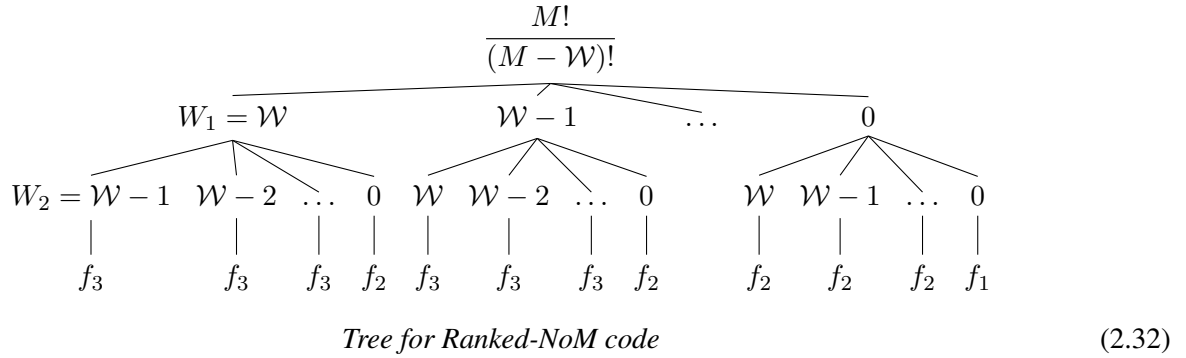 M!
(M − 𝒲)!
W₁ = 𝒲 𝒲 − 1 … 0
W₂ = 𝒲 − 1 𝒲 − 2 … 0 𝒲 𝒲 − 2 … 0 𝒲 𝒲 − 1 … 0
f₃ f₃ f₃ f₂ f₃ f₃ f₃ f₂ f₂ f₂ f₂ f₁
Tree for Ranked-NoM code (2.32)